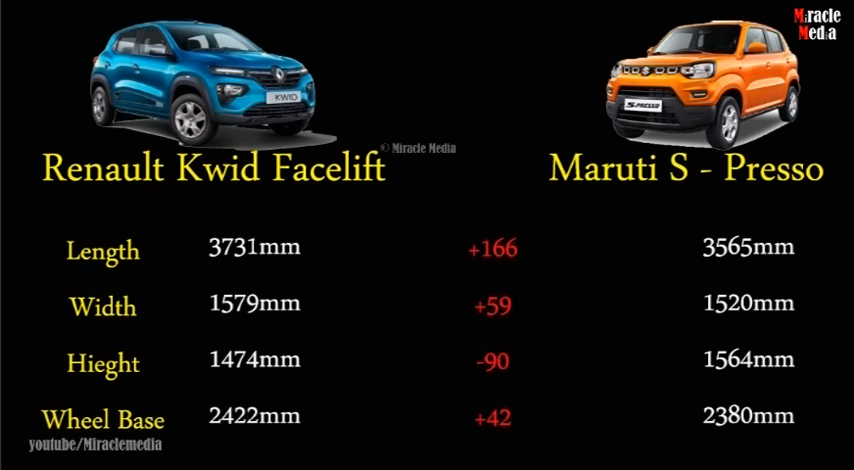 Miracle
Media
KWID
S-PRESSO
© Miracle Media
Renault Kwid Facelift
Maruti S - Presso
Length 3731mm +166 3565mm
Width 1579mm +59 1520mm
Hieght 1474mm -90 1564mm
Wheel Base 2422mm +42 2380mm
youtube/Miraclemedia